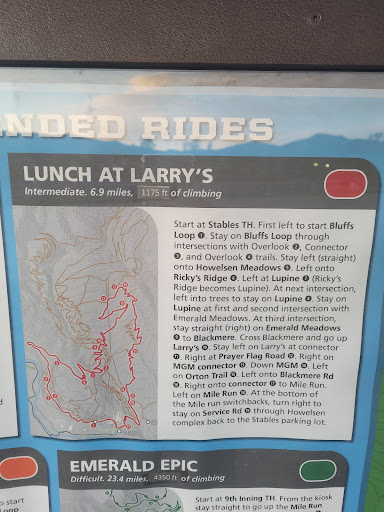 NDED RIDES
LUNCH AT LARRY'S
Intermediate. 6.9 miles, 1175 ft of climbing
Start at Stables TH. First left to start Bluffs
Loop ❶. Stay on Bluffs Loop through
intersections with Overlook ❷, Connector
❸, and Overlook ❹ trails. Stay left (straight)
onto Howelsen Meadows ❺. Left onto
Ricky's Ridge ❻. Left at Lupine ❼ (Ricky's
Ridge becomes Lupine). At next intersection,
left into trees to stay on Lupine ❽. Stay on
Lupine at first and second intersection with
Emerald Meadows. At third intersection,
stay straight (right) on Emerald Meadows
❾ to Blackmere. Cross Blackmere and go up
Larry's ❿. Stay left on Larry's at connector
⓫. Right at Prayer Flag Road ⓬. Right on
MGM connector ⓭. Down MGM ⓮. Left
on Orton Trail ⓯. Left onto Blackmere Rd
⓰. Right onto connector ⓱ to Mile Run.
Left on Mile Run ⓲. At the bottom of
the Mile run switchbacks, turn right to
stay on Service Rd ⓳ through Howelsen
complex back to the Stables parking lot.
d
EMERALD EPIC
Difficult. 23.4 miles, 4350 ft of climbing
o start
Start at 9th Inning TH. From the kiosk
stay straight to go up the Mile Run